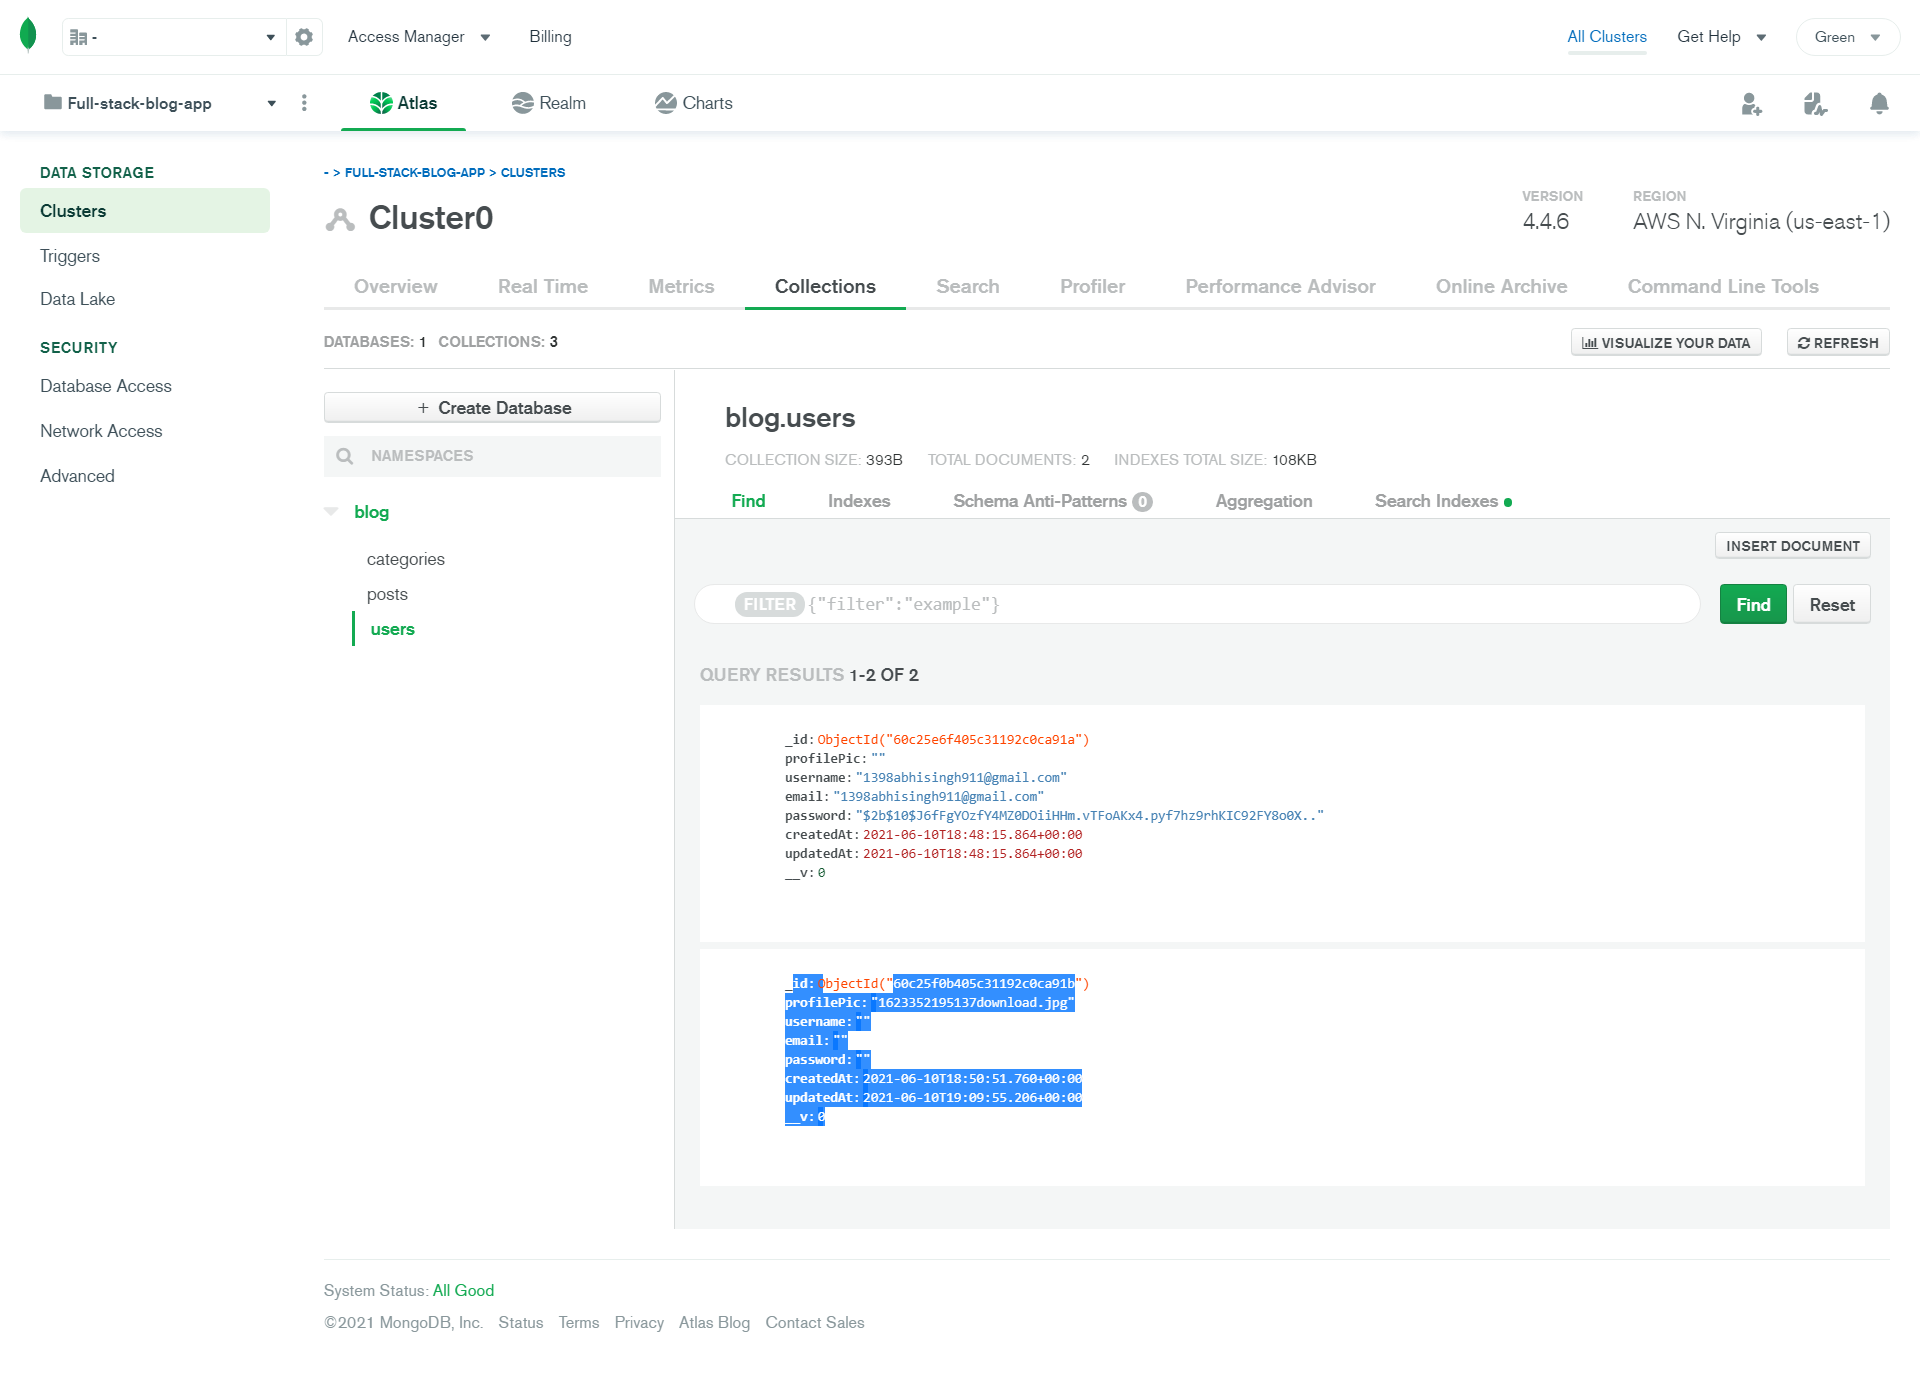 -
Access Manager
Billing
All Clusters
Get Help
Green
Full-stack-blog-app
Atlas
Realm
Charts
DATA STORAGE
Clusters
Triggers
Data Lake
SECURITY
Database Access
Network Access
Advanced
- > FULL-STACK-BLOG-APP > CLUSTERS
Cluster0
VERSION
4.4.6
REGION
AWS N. Virginia (us-east-1)
Overview
Real Time
Metrics
Collections
Search
Profiler
Performance Advisor
Online Archive
Command Line Tools
DATABASES: 1 COLLECTIONS: 3
VISUALIZE YOUR DATA
REFRESH
+ Create Database
NAMESPACES
blog
categories
posts
users
blog.users
COLLECTION SIZE: 393B TOTAL DOCUMENTS: 2 INDEXES TOTAL SIZE: 108KB
Find
Indexes
Schema Anti-Patterns 0
Aggregation
Search Indexes
INSERT DOCUMENT
FILTER {"filter":"example"}
Find
Reset
QUERY RESULTS 1-2 OF 2
_id: ObjectId("60c25e6f405c31192c0ca91a")
profilePic: ""
username: "1398abhisingh911@gmail.com"
email: "1398abhisingh911@gmail.com"
password: "$2b$10$J6fFgYOzfY4MZ0DOiiHHm.vTFoAKx4.pyf7hz9rhKIC92FY8o0X.."
createdAt: 2021-06-10T18:48:15.864+00:00
updatedAt: 2021-06-10T18:48:15.864+00:00
__v: 0
_id: ObjectId("60c25f0b405c31192c0ca91b")
profilePic: "1623352195137download.jpg"
username: ""
email: ""
password: ""
createdAt: 2021-06-10T18:50:51.760+00:00
updatedAt: 2021-06-10T19:09:55.206+00:00
__v: 0
System Status: All Good
©2021 MongoDB, Inc. Status Terms Privacy Atlas Blog Contact Sales